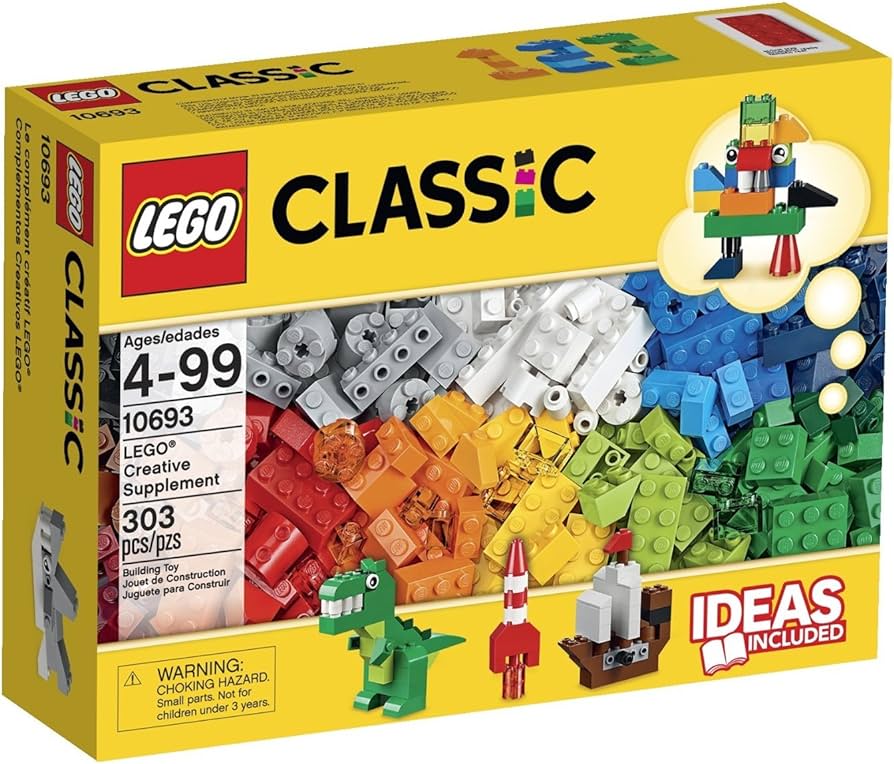 LEGO
CLASSIC
10693
123
LEGO
CLASSIC
10693
Le complément créatif LEGO®
Complementos Creativos LEGO®
LEGO®
CLASSIC
Ages/edades
4-99
10693
LEGO®
Creative
Supplement
303
pcs/pzs
Building Toy
Jouet de Construction
Juguete para Construir
WARNING:
CHOKING HAZARD.
Small parts. Not for
children under 3 years.
IDEAS
INCLUDED